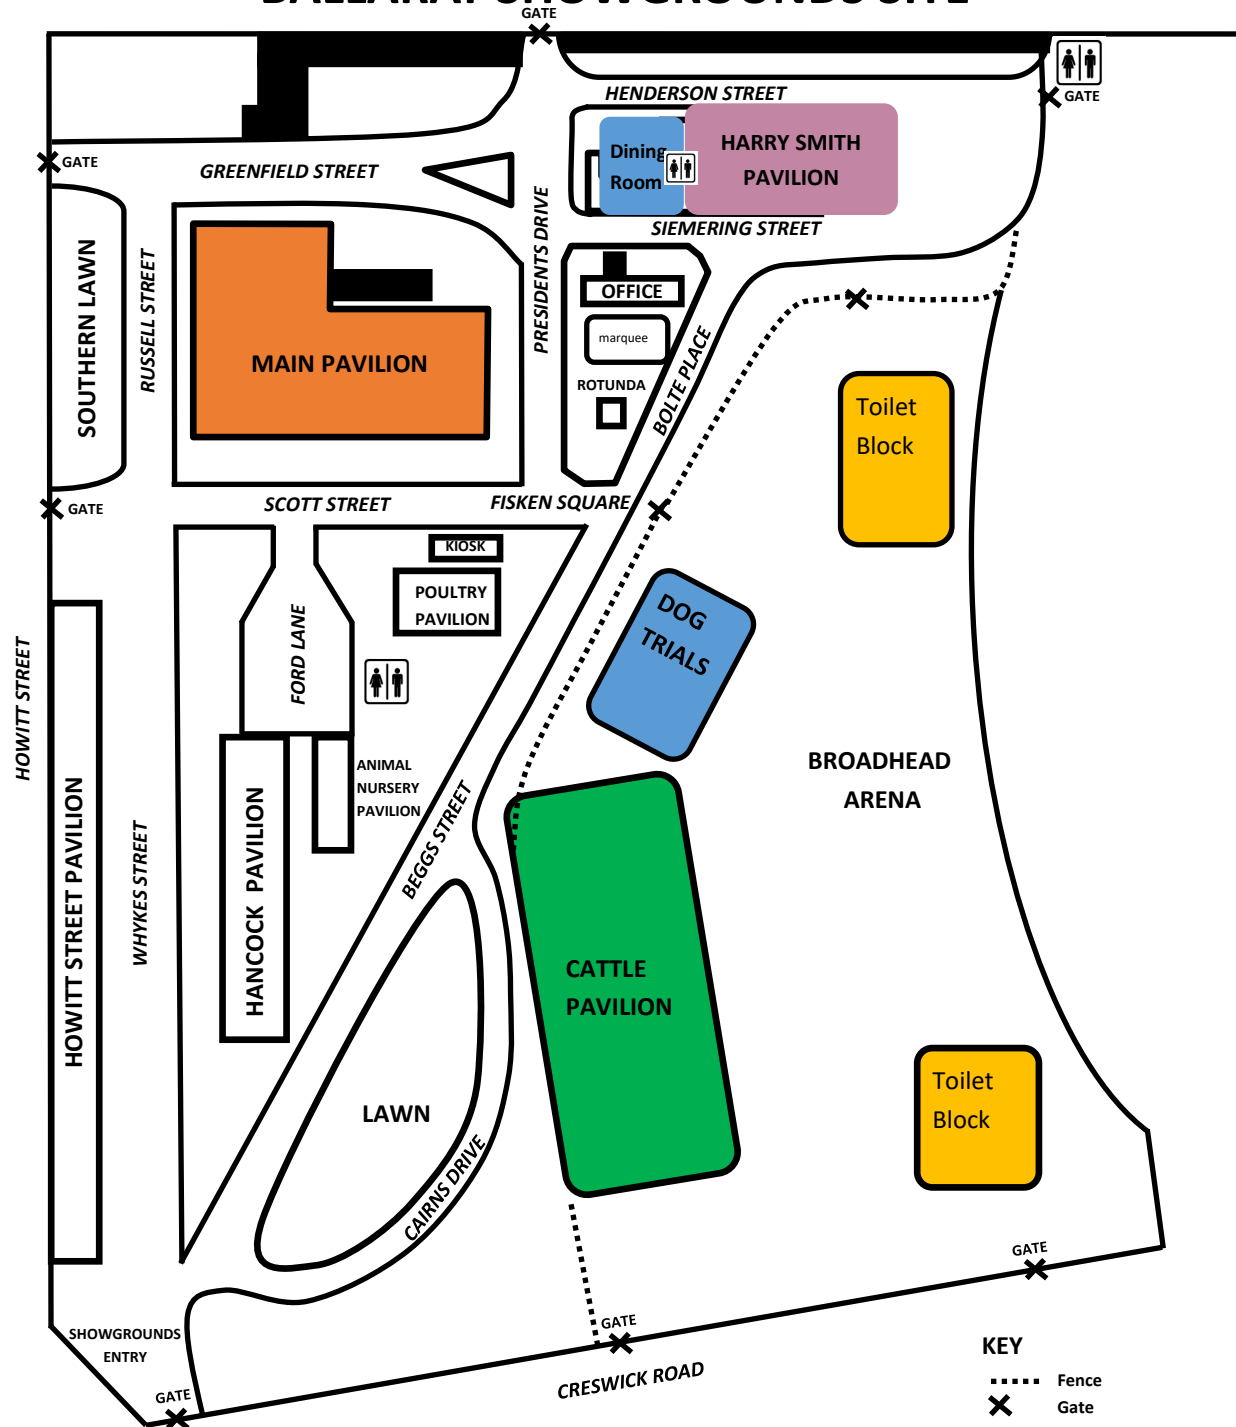 BALLARAT SHOWGROUNDS SITE
GATE
HENDERSON STREET
GATE
GATE
GREENFIELD STREET
Dining
Room
HARRY SMITH
PAVILION
SIEMERING STREET
SOUTHERN LAWN
RUSSELL STREET
PRESIDENTS DRIVE
OFFICE
marquee
ROTUNDA
BOLTE PLACE
MAIN PAVILION
Toilet
Block
SCOTT STREET
FISKEN SQUARE
GATE
KIOSK
POULTRY
PAVILION
DOG
TRIALS
FORD LANE
HOWITT STREET
HOWITT STREET PAVILION
WHYKES STREET
HANCOCK PAVILION
ANIMAL
NURSERY
PAVILION
BEGGS STREET
BROADHEAD
ARENA
CATTLE
PAVILION
LAWN
CAIRNS DRIVE
Toilet
Block
GATE
GATE
SHOWGROUNDS
ENTRY
GATE
CRESWICK ROAD
KEY
Fence
Gate